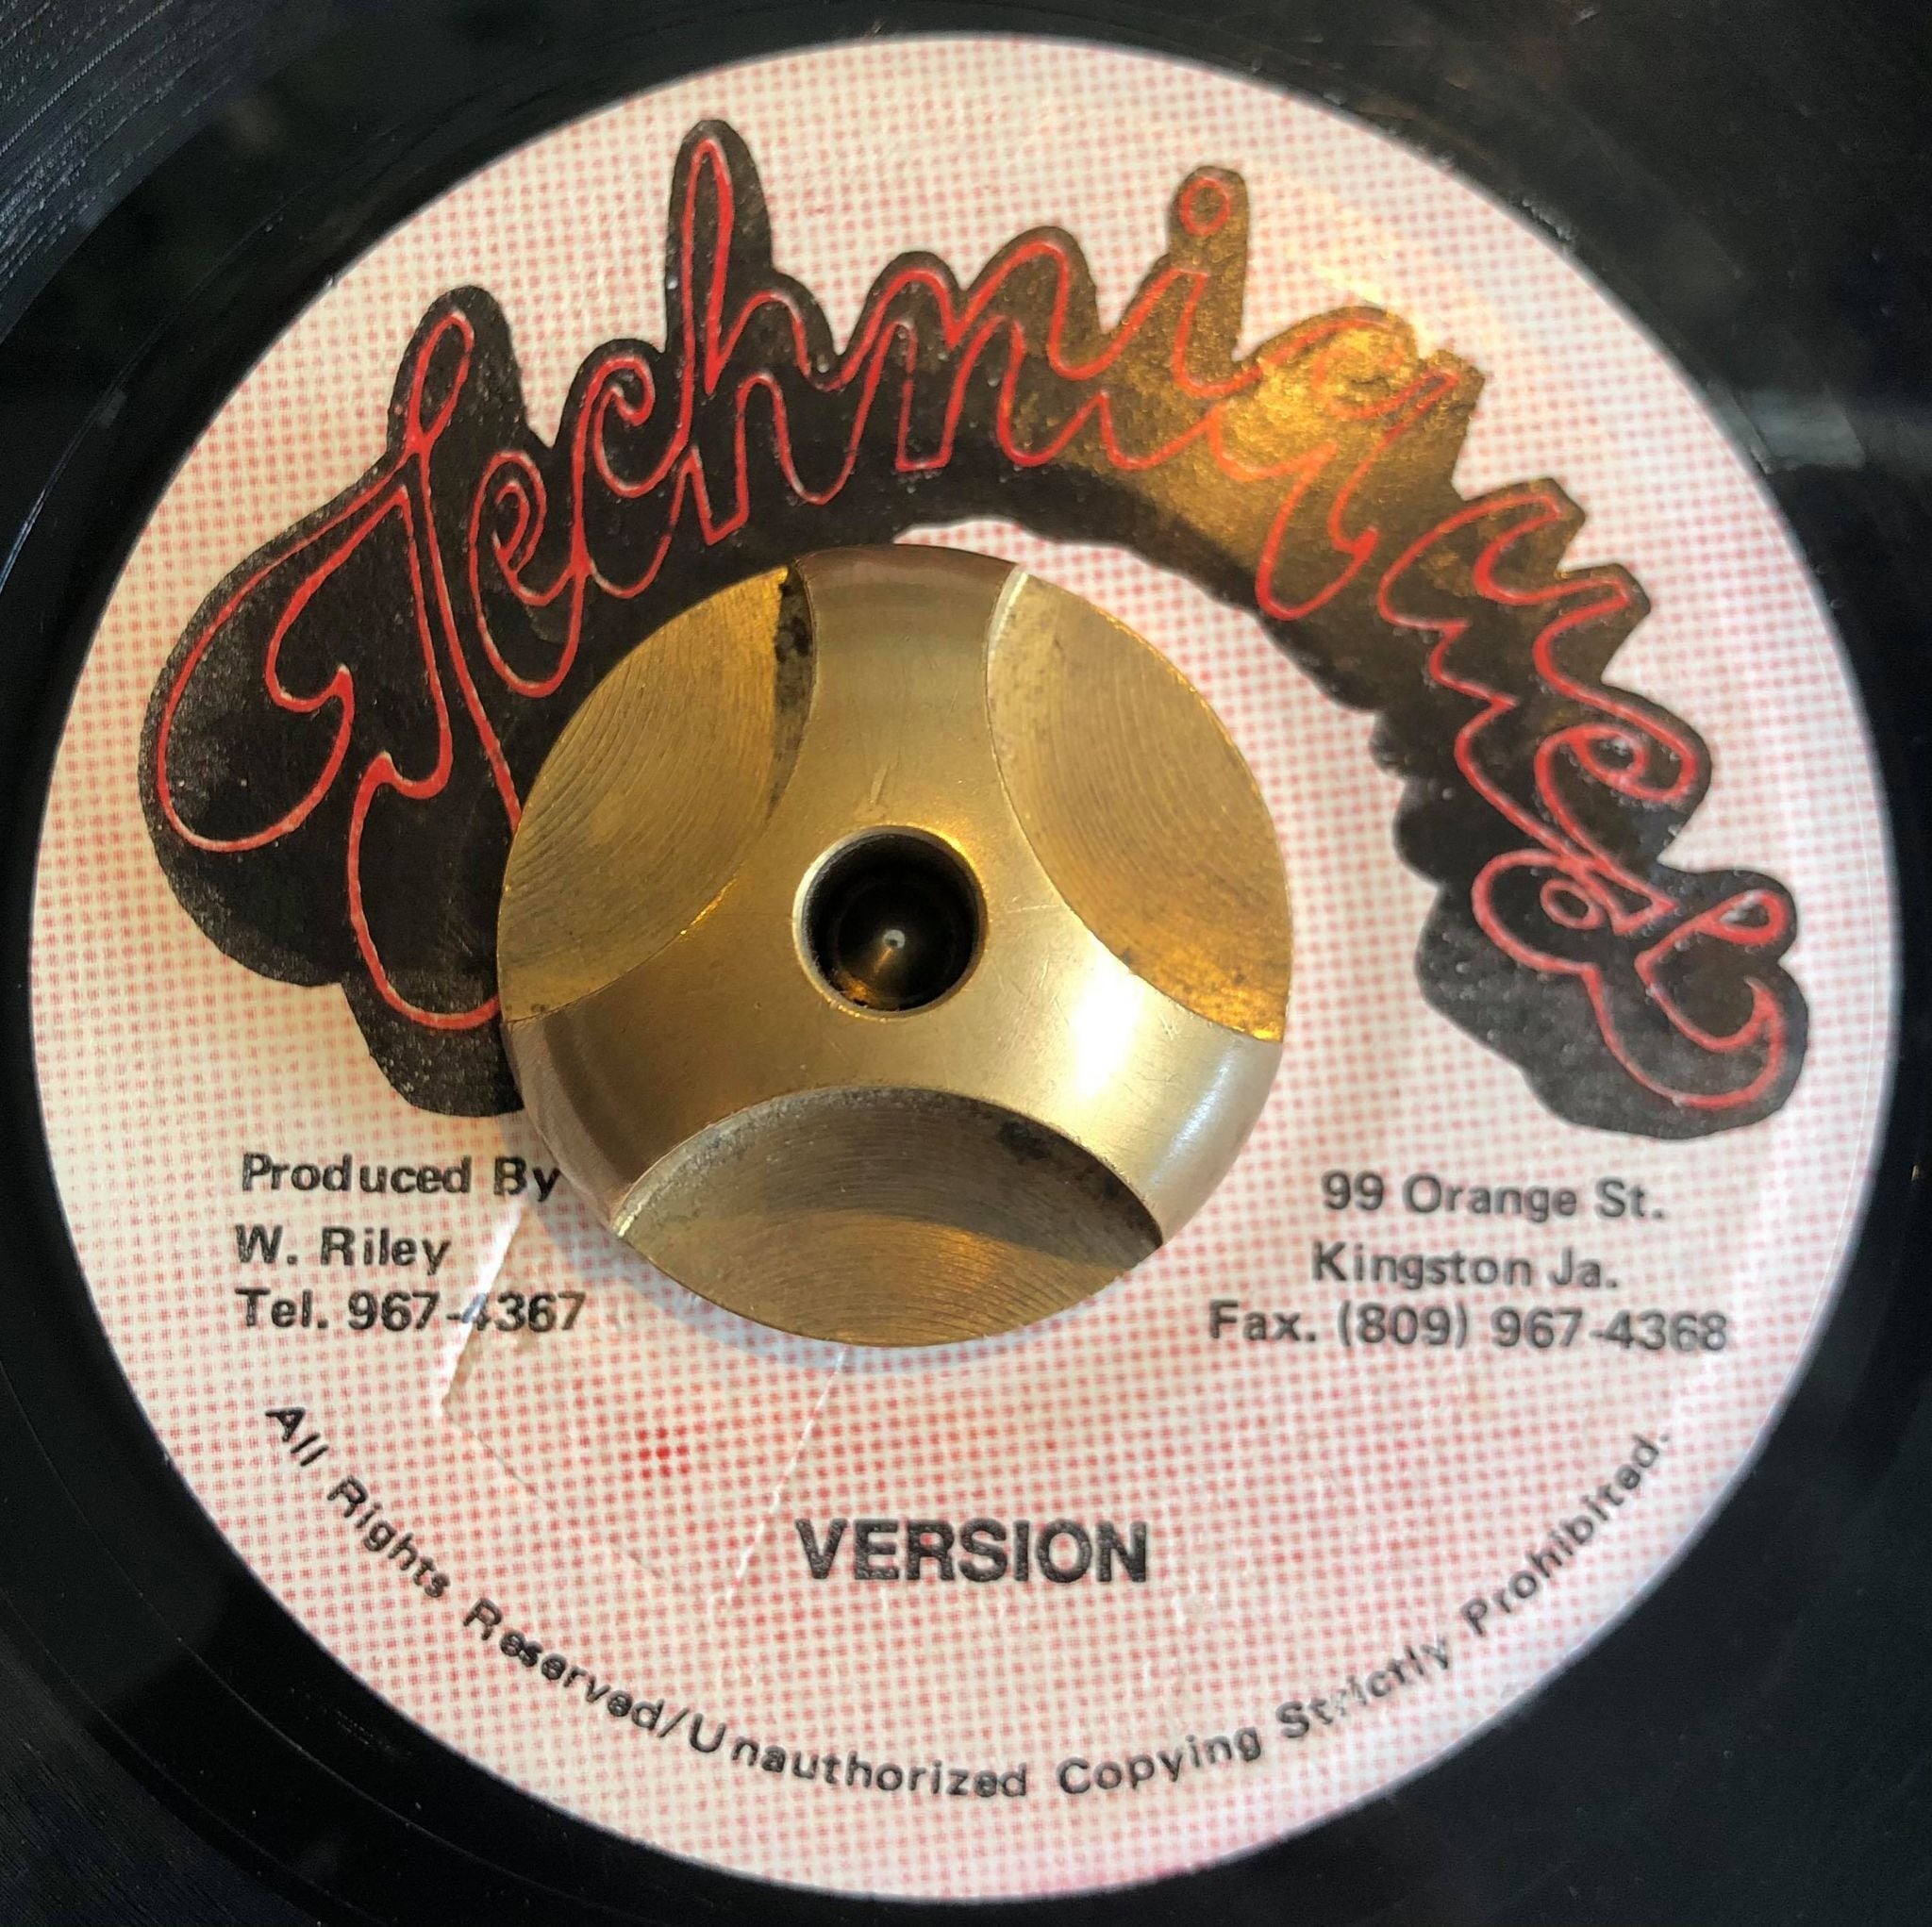 Techniques
Produced By
W. Riley
Tel. 967-4367
99 Orange St.
Kingston Ja.
Fax. (809) 967-4368
VERSION
All Rights Reserved/Unauthorized Copying Strictly Prohibited.